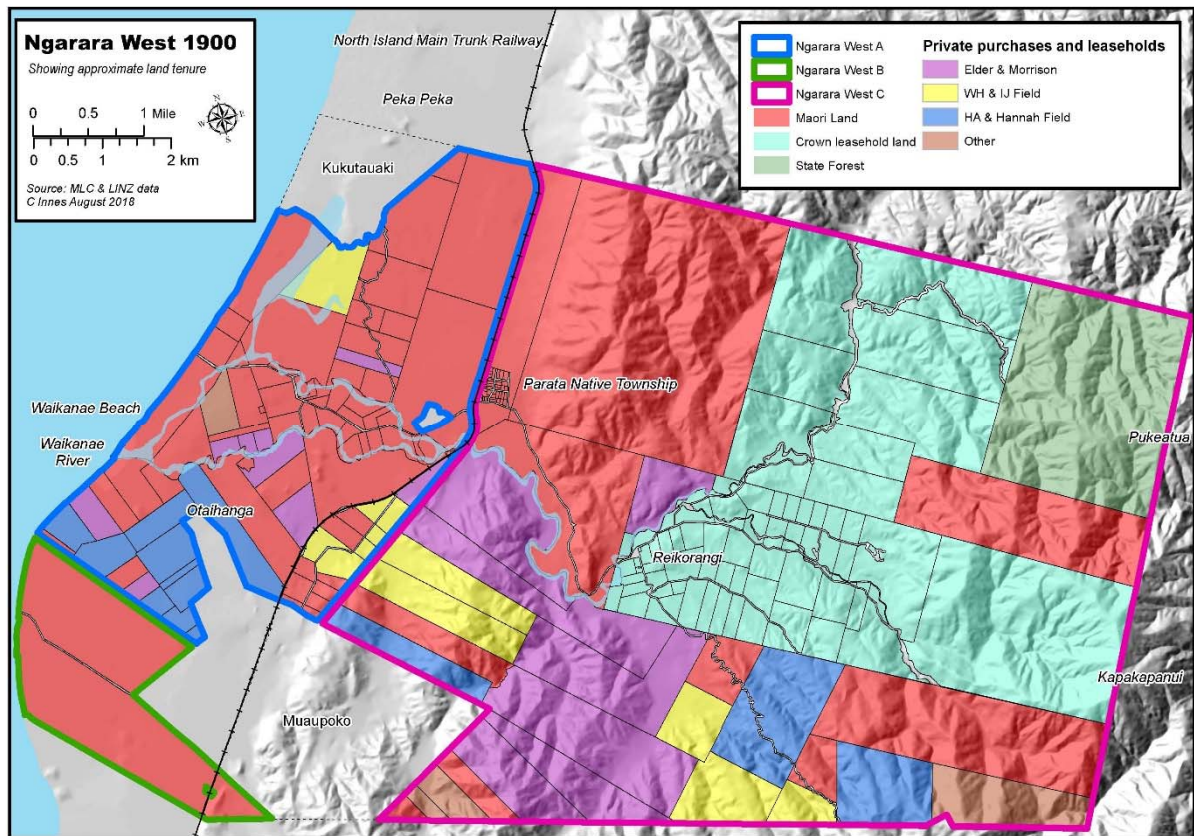 Ngarara West 1900
Showing approximate land tenure
0 0.5 1 Mile
0 0.5 1 2 km
Source: MLC & LINZ data
C Innes August 2018
N
E
S
W
North Island Main Trunk Railway
Peka Peka
Kukutauaki
Ngarara West A
Ngarara West B
Ngarara West C
Maori Land
Crown leasehold land
State Forest
Private purchases and leaseholds
Elder & Morrison
WH & IJ Field
HA & Hannah Field
Other
Parata Native Township
Waikanae Beach
Waikanae
River
Pukeatua
Otaihanga
Reikorangi
Kapakapanui
Muaupoko